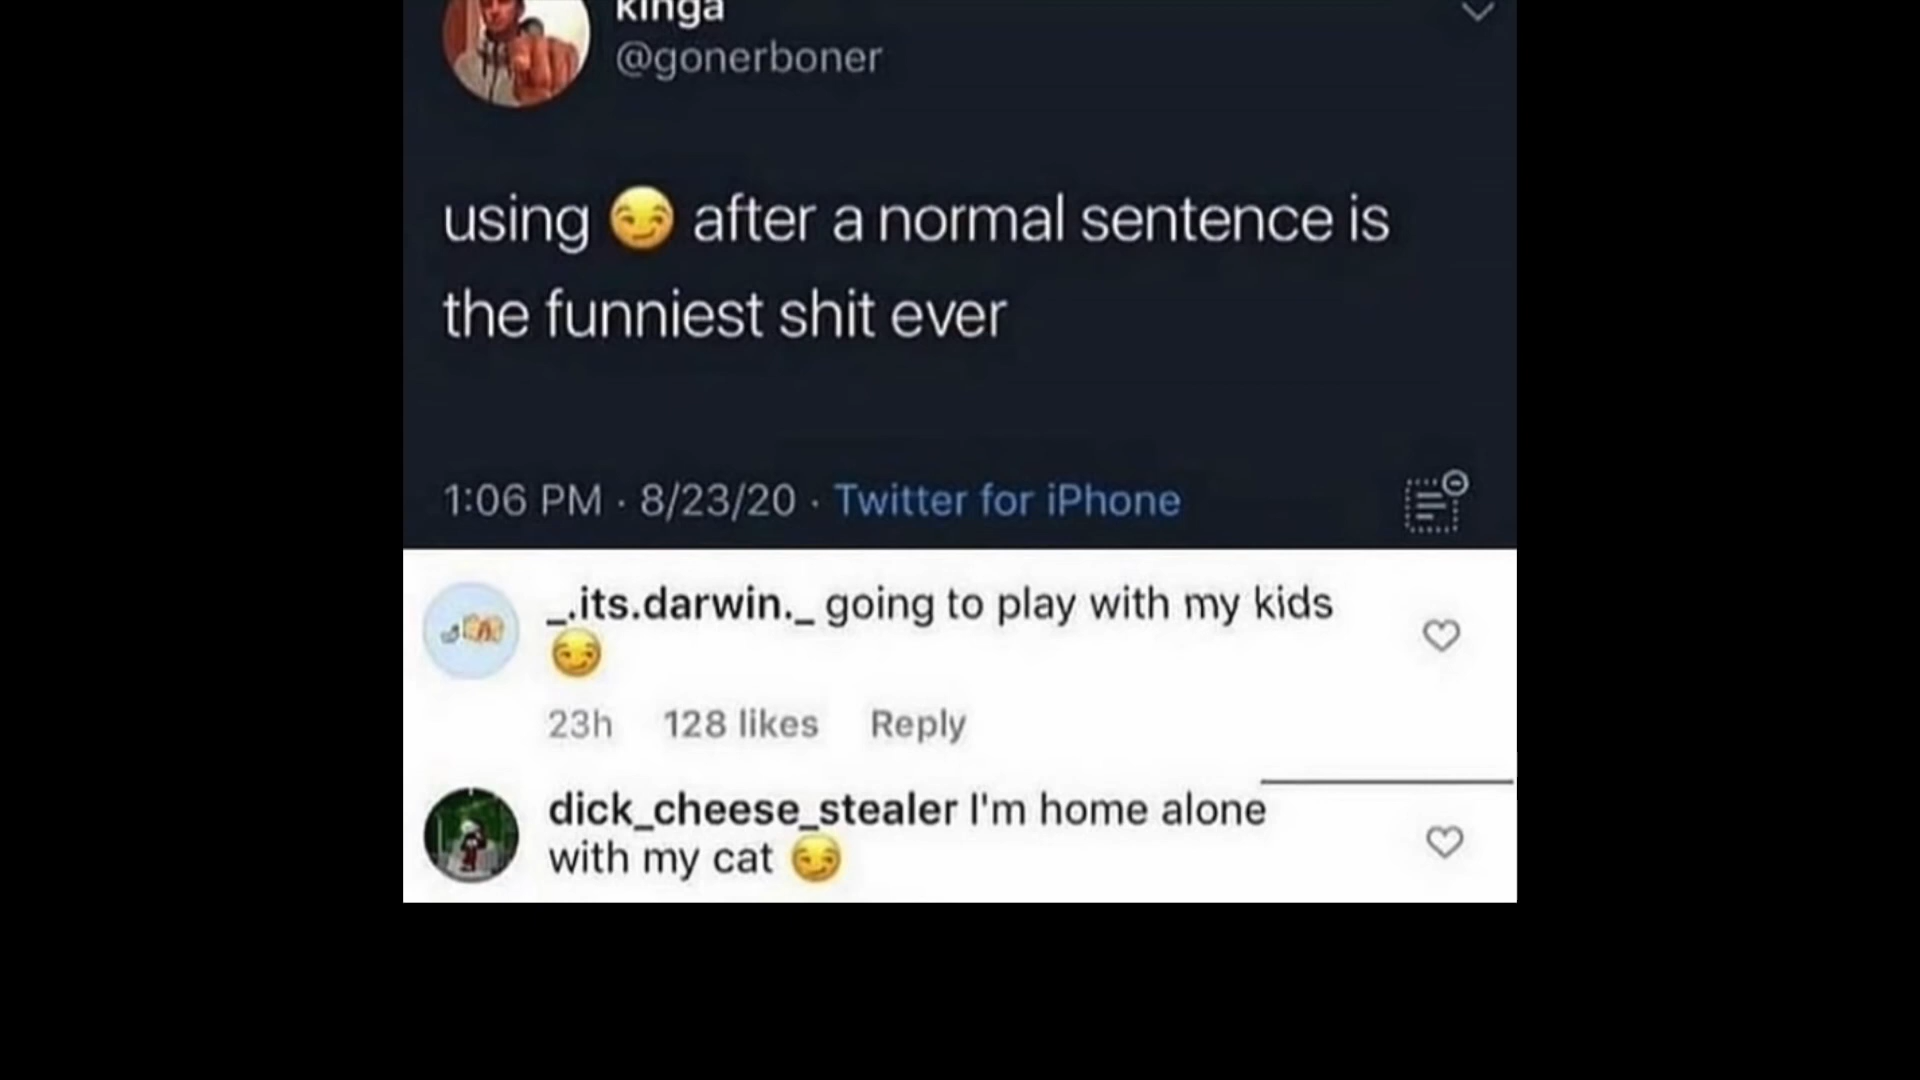 kinga
@gonerboner
using 😏 after a normal sentence is
the funniest shit ever
1:06 PM · 8/23/20 · Twitter for iPhone
_.its.darwin._ going to play with my kids
😏
23h 128 likes Reply
dick_cheese_stealer I'm home alone
with my cat 😏